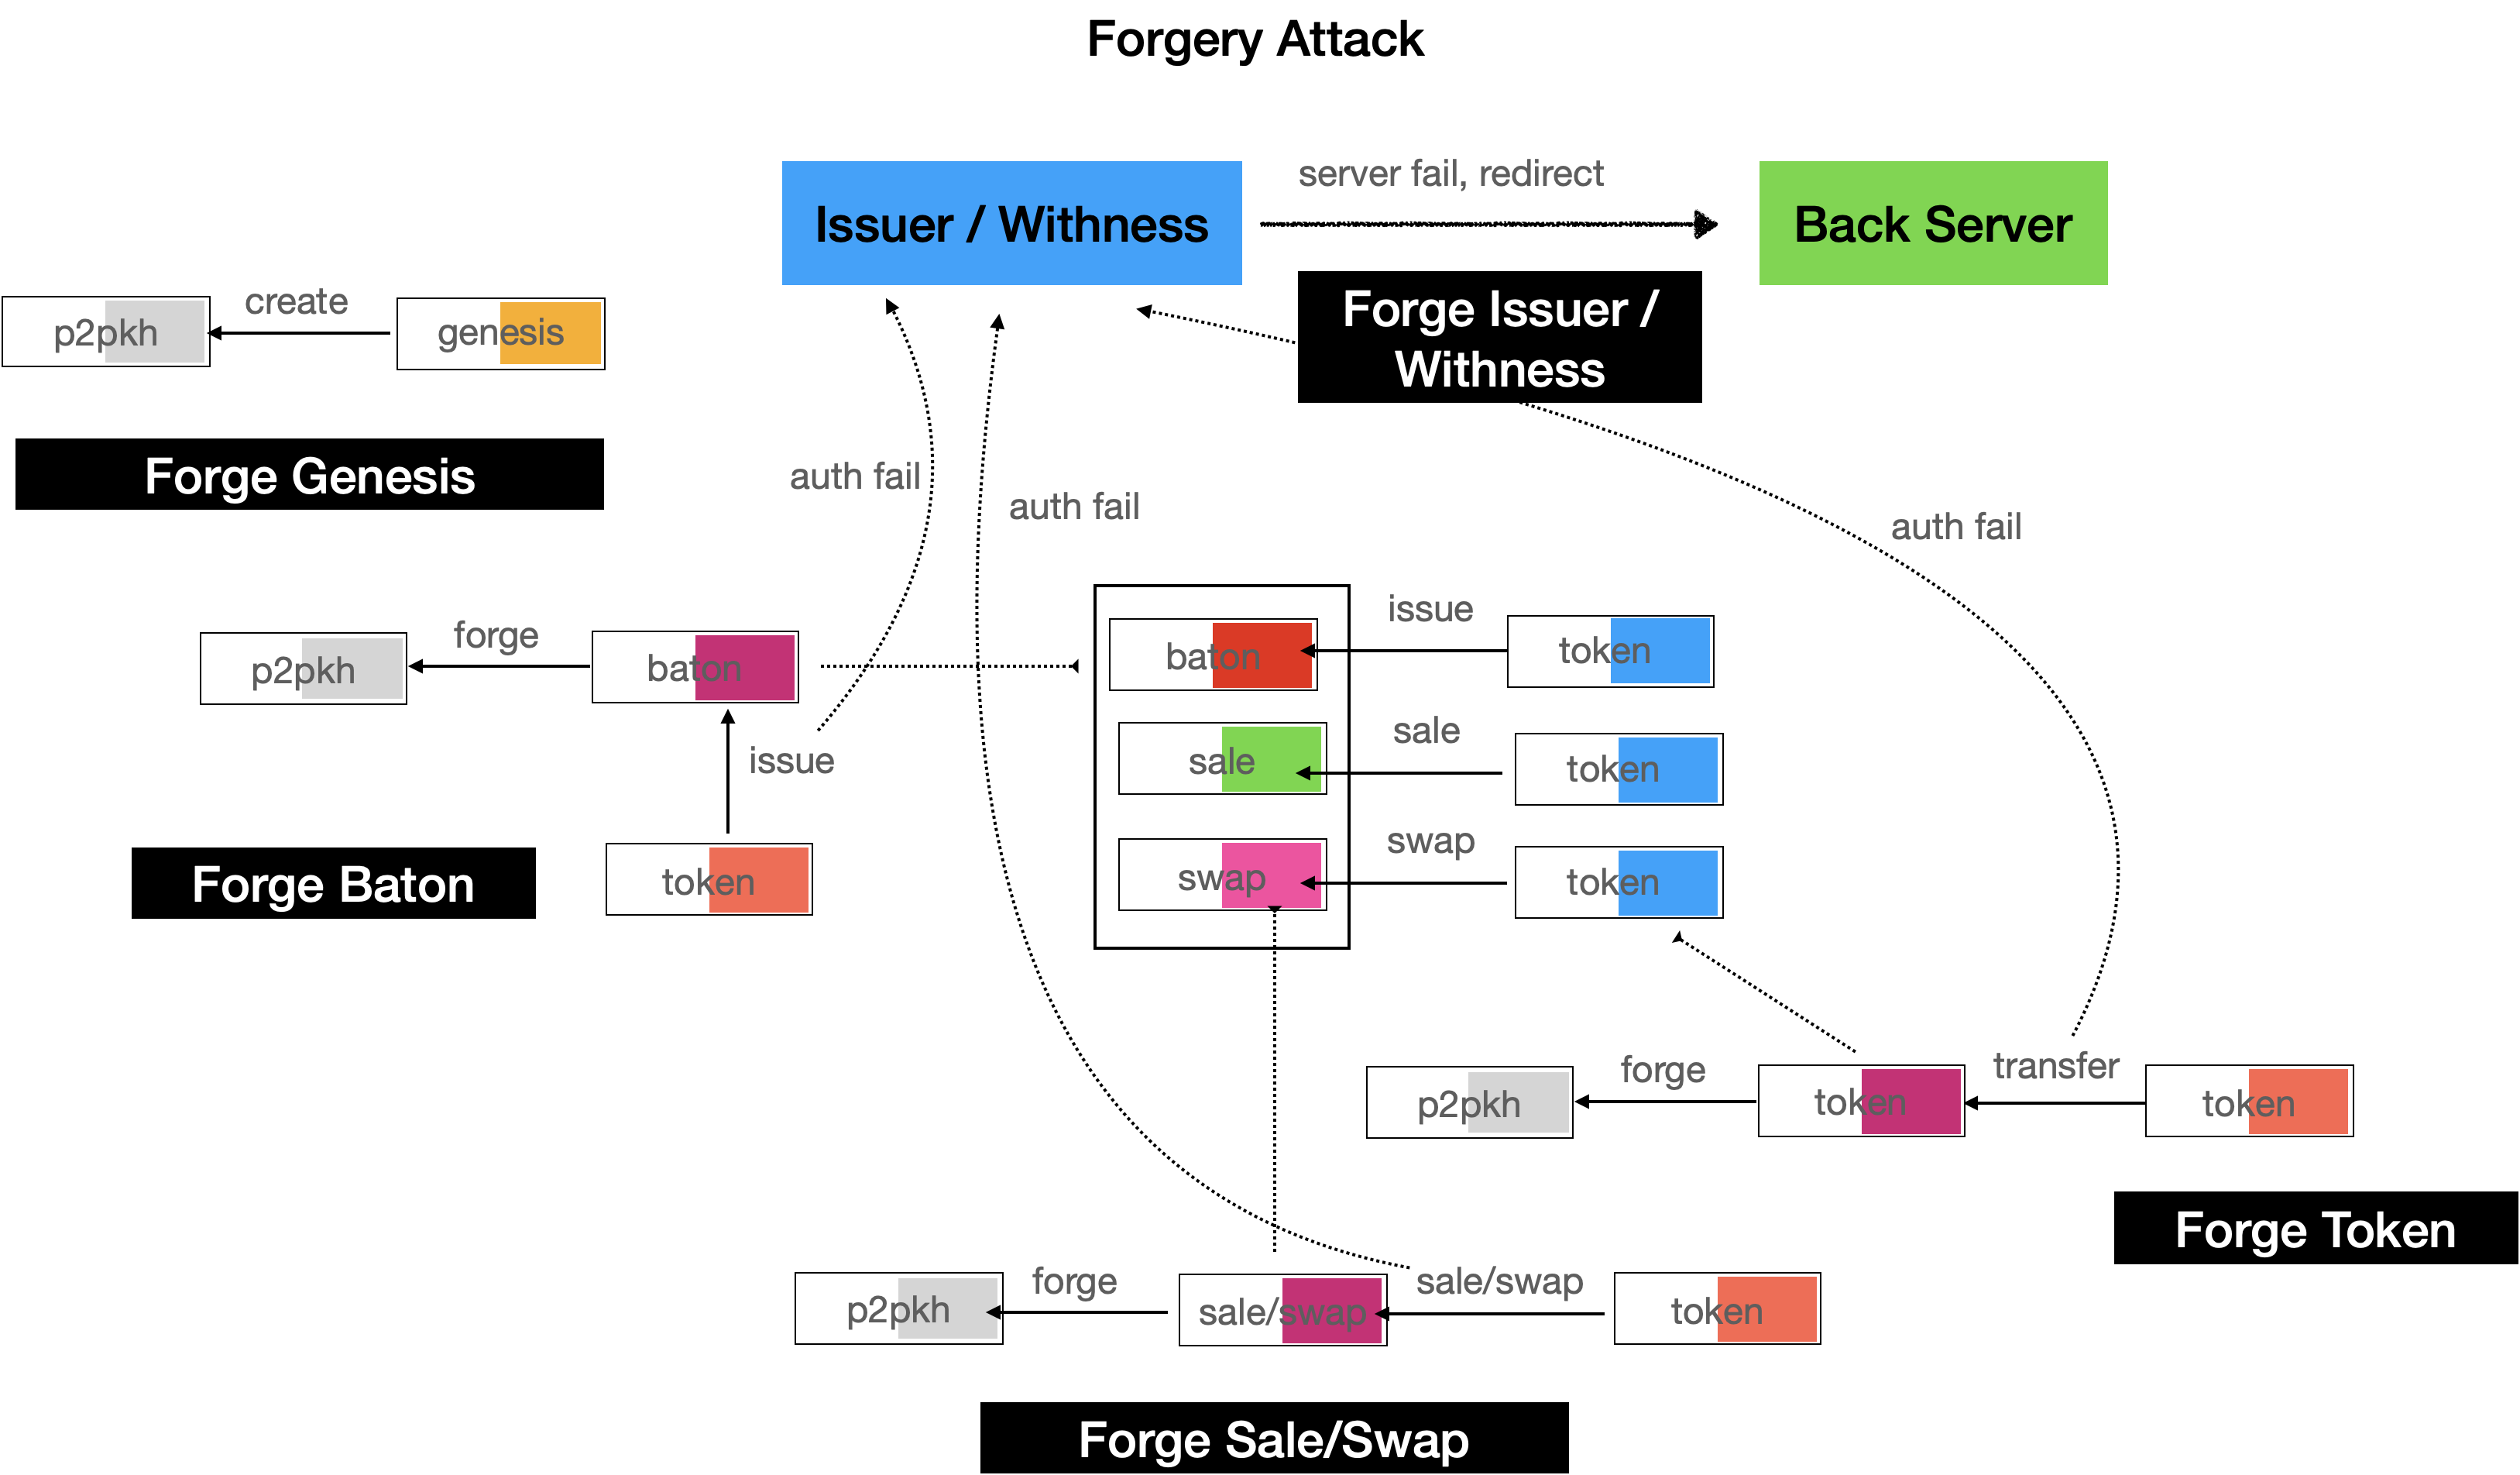 Forgery Attack
server fail, redirect
Issuer / Withness
Back Server
Forge Issuer /
Withness
create
p2pkh
genesis
Forge Genesis
auth fail
auth fail
auth fail
forge
p2pkh
baton
issue
token
Forge Baton
baton
issue
token
sale
sale
token
swap
swap
token
forge
transfer
p2pkh
token
token
Forge Token
forge
sale/swap
p2pkh
sale/swap
token
Forge Sale/Swap